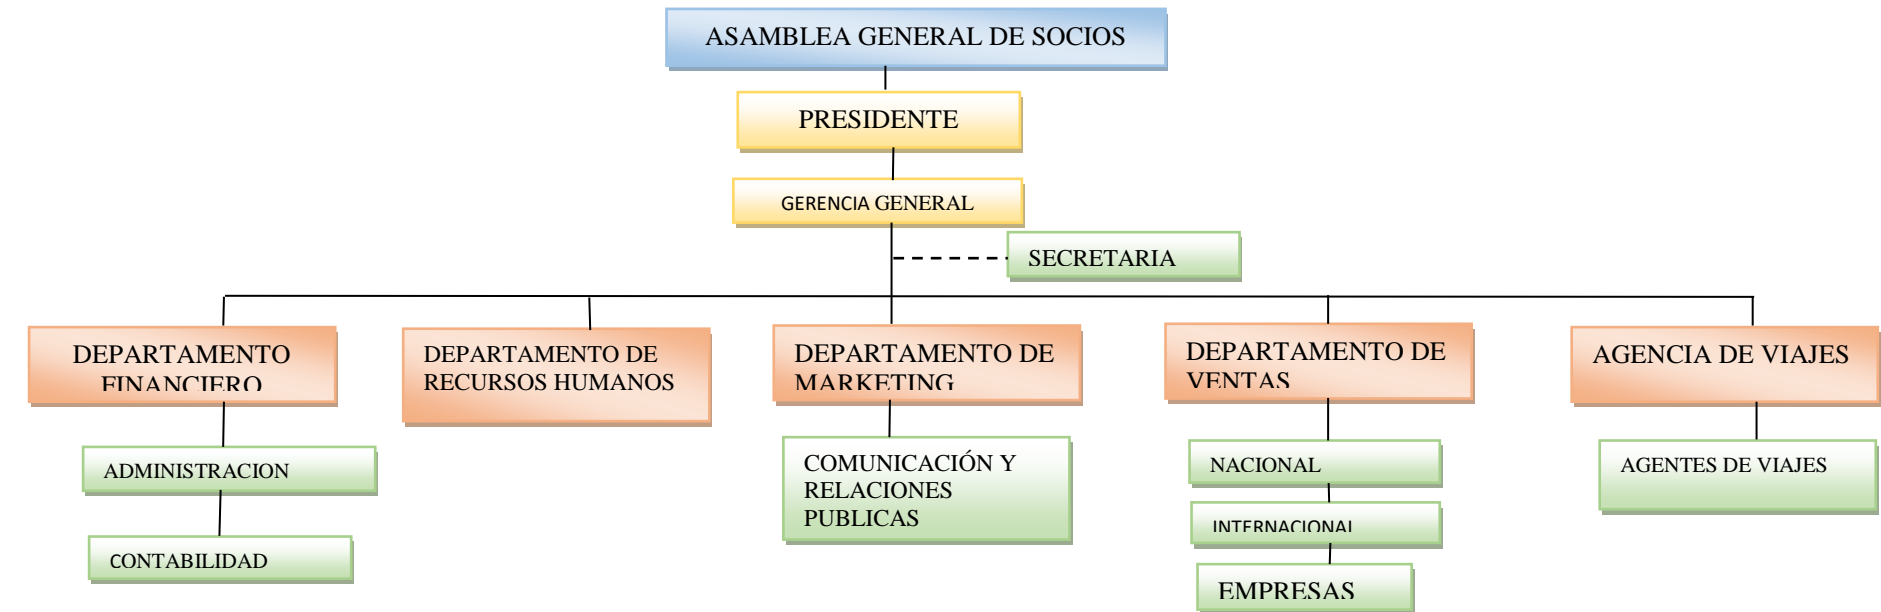 ASAMBLEA GENERAL DE SOCIOS
PRESIDENTE
GERENCIA GENERAL
SECRETARIA
DEPARTAMENTO
FINANCIERO
DEPARTAMENTO DE
RECURSOS HUMANOS
DEPARTAMENTO DE
MARKETING
DEPARTAMENTO DE
VENTAS
AGENCIA DE VIAJES
ADMINISTRACION
CONTABILIDAD
COMUNICACIÓN Y
RELACIONES
PUBLICAS
NACIONAL
INTERNACIONAL
EMPRESAS
AGENTES DE VIAJES